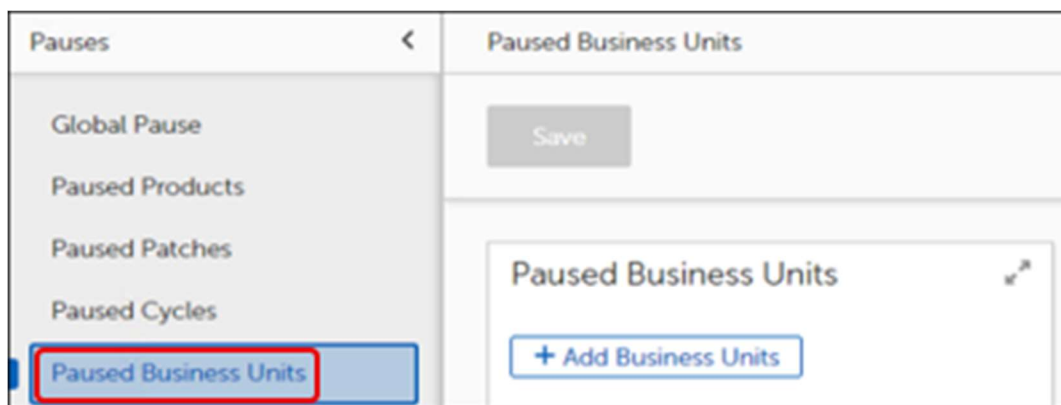 Pauses
Global Pause
Paused Products
Paused Patches
Paused Cycles
Paused Business Units
Paused Business Units
Save
Paused Business Units
+ Add Business Units